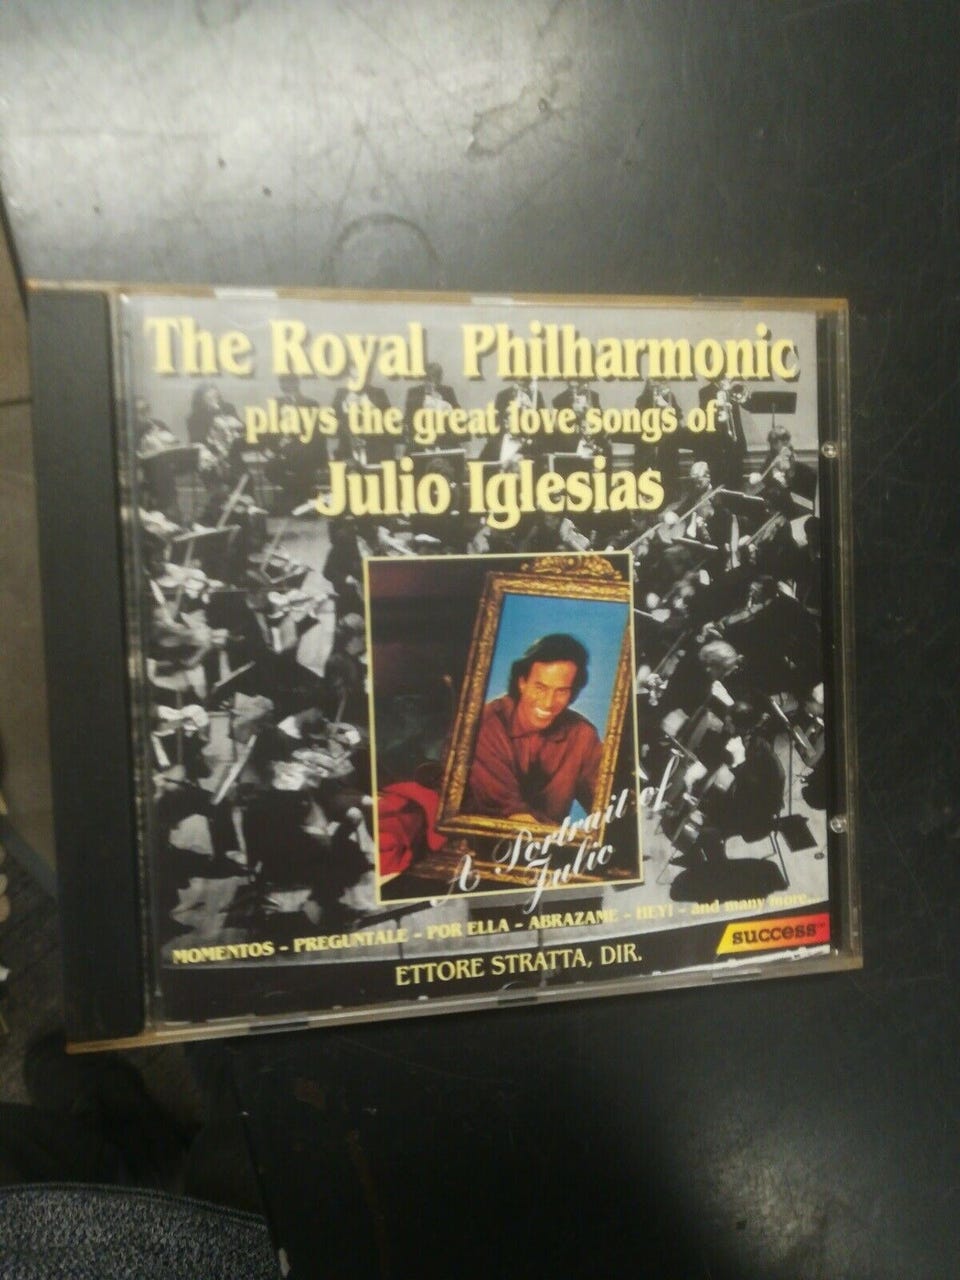 The Royal Philharmonic
plays the great love songs of
Julio Iglesias
A Portrait of
Julio
MOMENTOS - PREGUNTALE - POR ELLA - ABRAZAME - HEY! - and many more...
success™
ETTORE STRATTA, DIR.